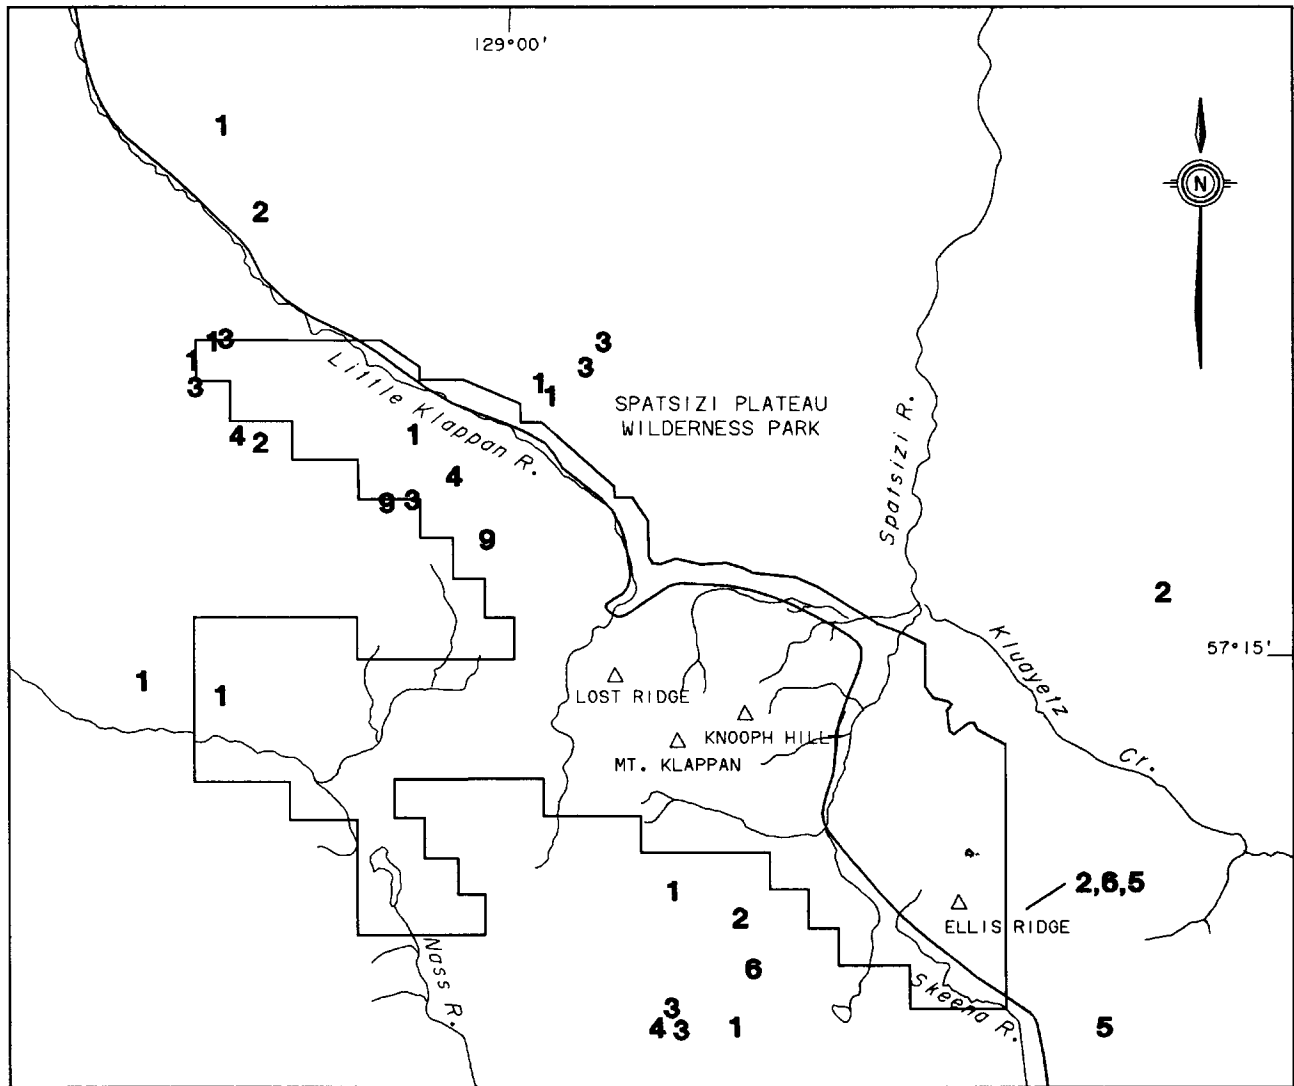 129°00'
1
N
2
3
13
1
3
3
1
1
SPATSIZI PLATEAU
WILDERNESS PARK
Little Klappan R.
Spatsizi R.
4 2
1
4
9 3
9
2
Kluayetz Cr.
57°15'
1
1
LOST RIDGE
KNOOPH HILL
MT. KLAPPAN
2,6,5
1
2
ELLIS RIDGE
Nass R.
6
Skeena R.
3
4 3
1
5